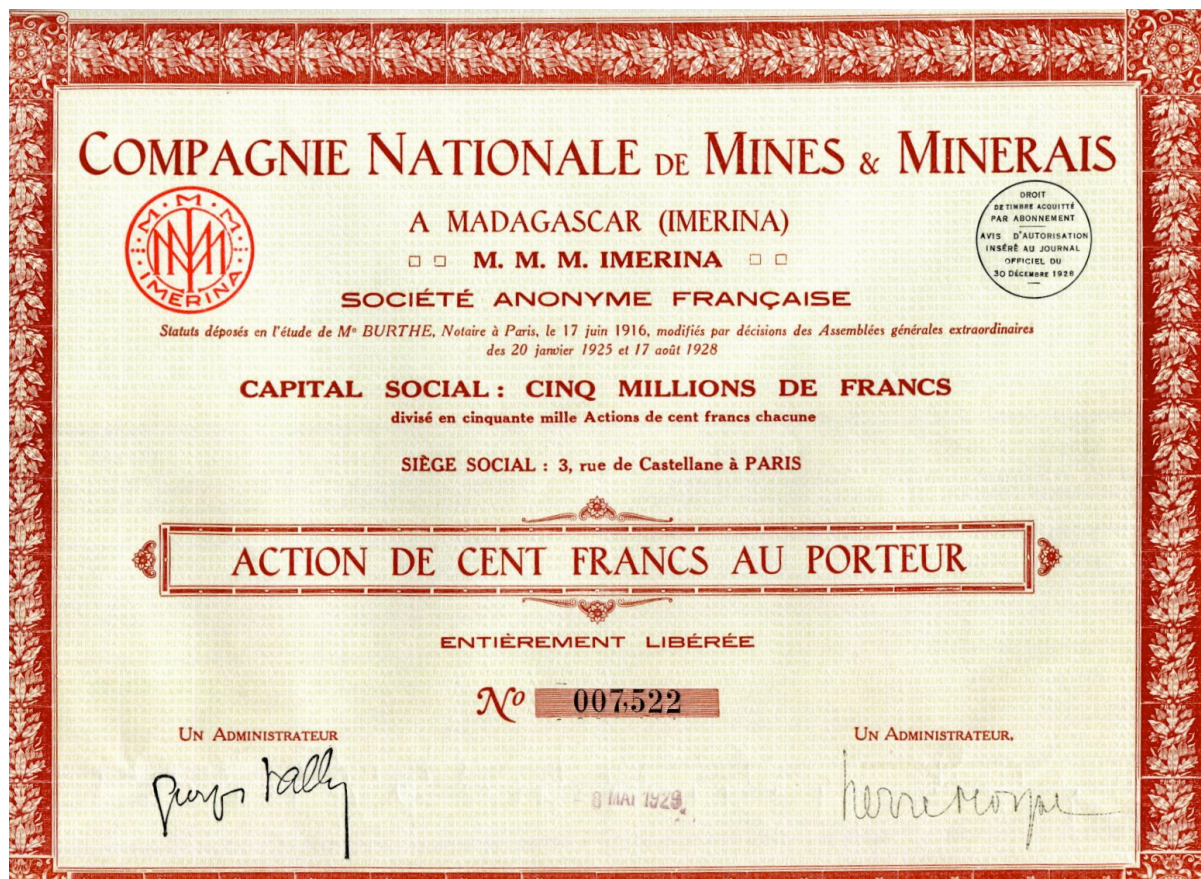 COMPAGNIE NATIONALE DE MINES & MINERAIS
A MADAGASCAR (IMERINA)
M. M. M. IMERINA
SOCIÉTÉ ANONYME FRANÇAISE
Statuts déposés en l'étude de Me BURTHE, Notaire à Paris, le 17 juin 1916, modifiés par décisions des Assemblées générales extraordinaires
des 20 janvier 1925 et 17 août 1928
CAPITAL SOCIAL : CINQ MILLIONS DE FRANCS
divisé en cinquante mille Actions de cent francs chacune
SIÈGE SOCIAL : 3, rue de Castellane à PARIS
M.M.M.
IMERINA
DROIT
DE TIMBRE ACQUITTÉ
PAR ABONNEMENT
AVIS D'AUTORISATION
INSÉRÉ AU JOURNAL
OFFICIEL DU
30 DÉCEMBRE 1928
ACTION DE CENT FRANCS AU PORTEUR
ENTIÈREMENT LIBÉRÉE
No 007,522
UN ADMINISTRATEUR
UN ADMINISTRATEUR.
8 MAI 1929